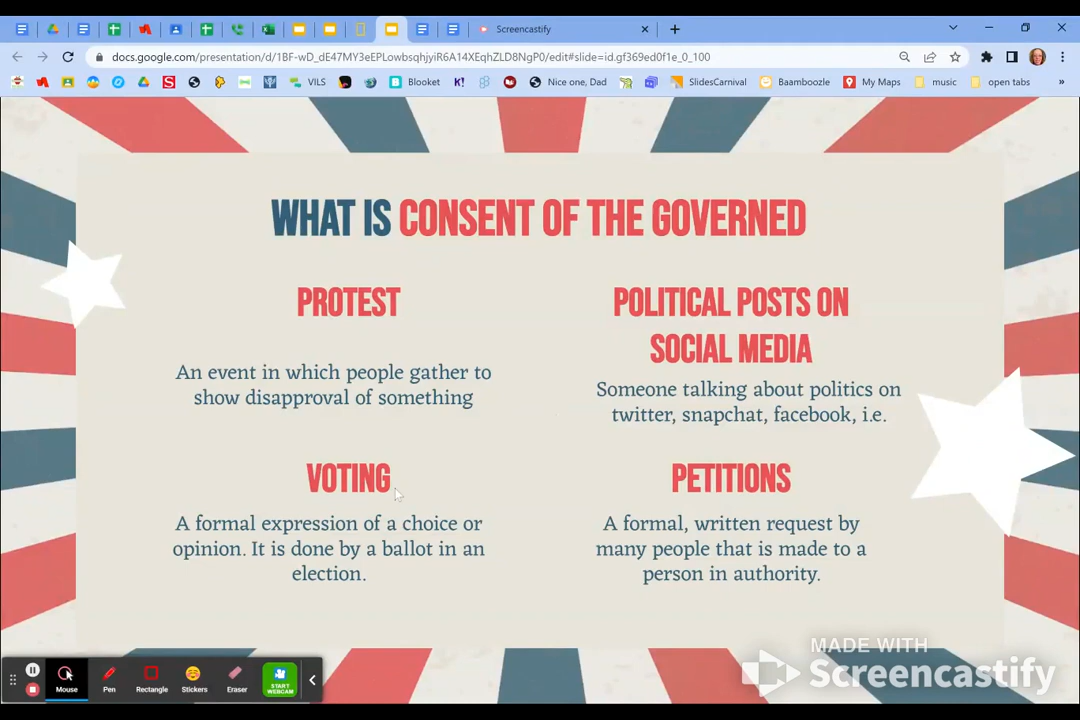 Screencastify
docs.google.com/presentation/d/1BF-wD_dE47MY3eEPLowbsqhjyiR6A14XEqhZLD8NgP0/edit#slide=id.gf369ed0f1e_0_100
VILS
Blooket
K!
Nice one, Dad
SlidesCarnival
Baamboozle
My Maps
music
open tabs
»
WHAT IS CONSENT OF THE GOVERNED
PROTEST
An event in which people gather to
show disapproval of something
POLITICAL POSTS ON
SOCIAL MEDIA
Someone talking about politics on
twitter, snapchat, facebook, i.e.
VOTING
A formal expression of a choice or
opinion. It is done by a ballot in an
election.
PETITIONS
A formal, written request by
many people that is made to a
person in authority.
Mouse
Pen
Rectangle
Stickers
Eraser
START
WEBCAM
MADE WITH
Screencastify